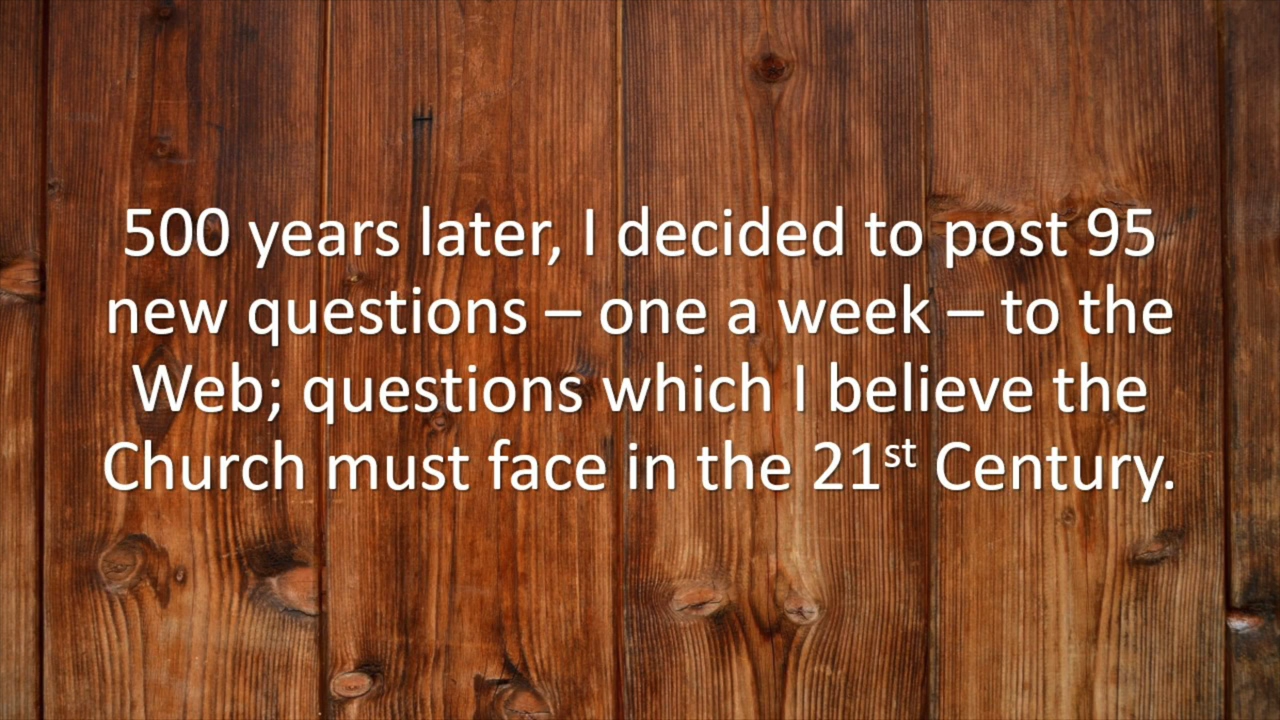 500 years later, I decided to post 95
new questions – one a week – to the
Web; questions which I believe the
Church must face in the 21st Century.